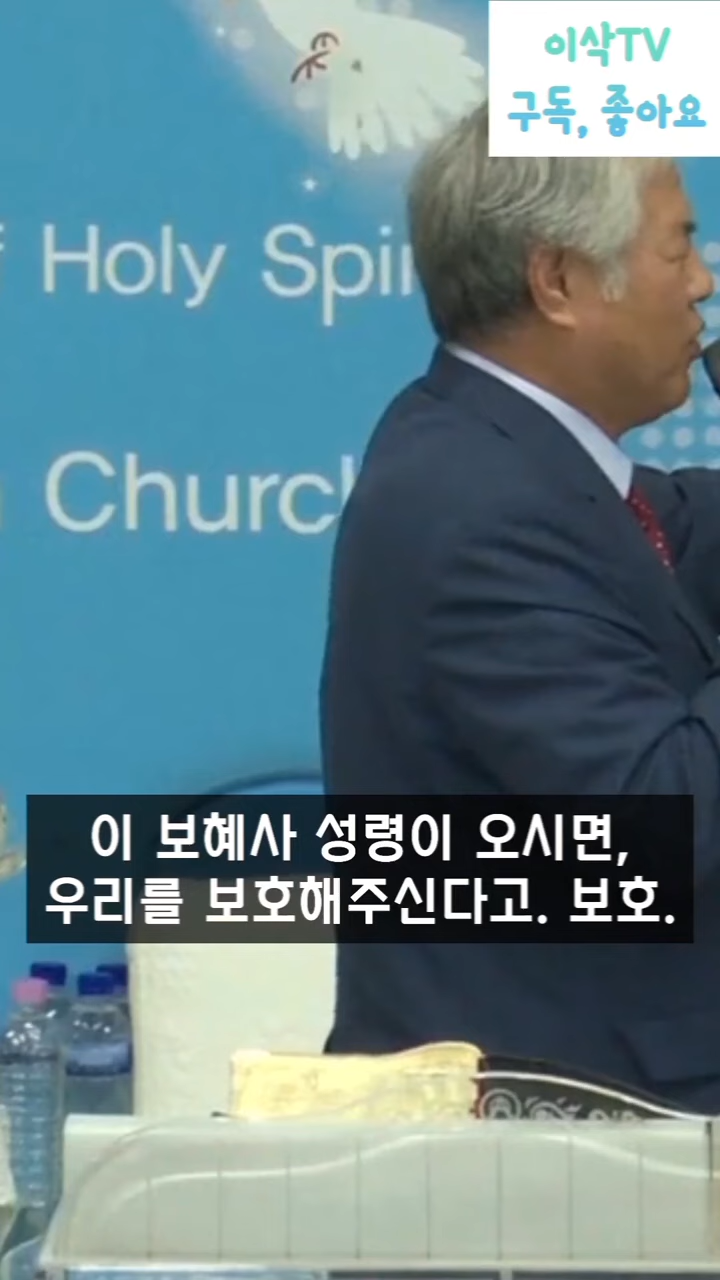 이삭TV
구독, 좋아요
Holy Spi
Churc
이 보혜사 성령이 오시면,
우리를 보호해주신다고. 보호.